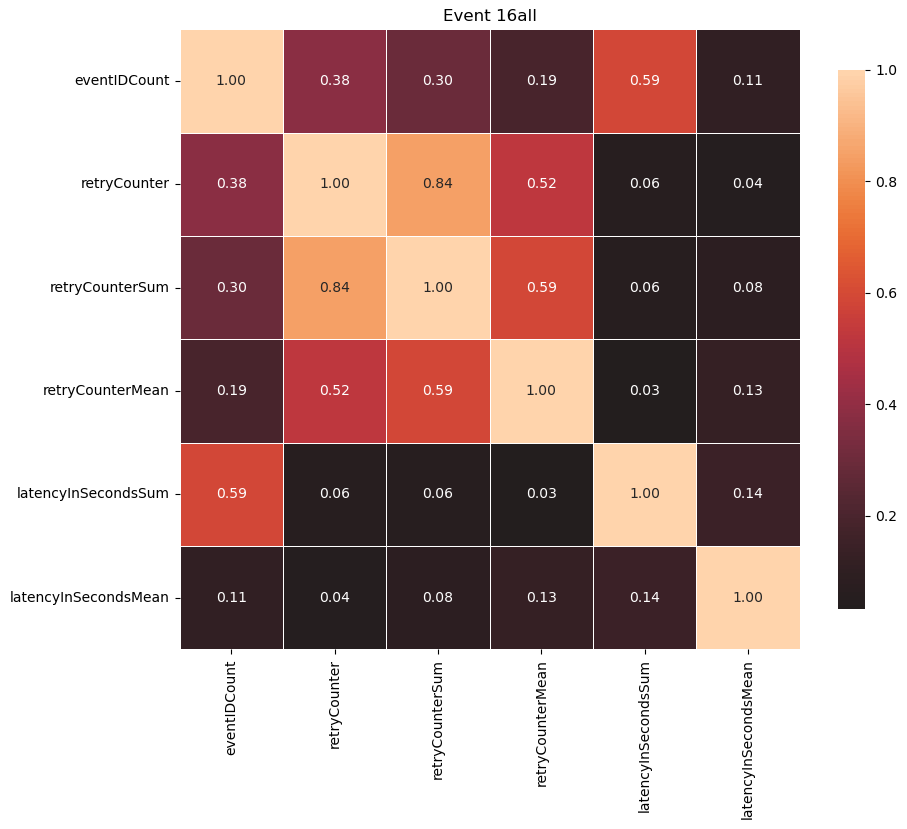 Event 16all
eventIDCount 1.00 0.38 0.30 0.19 0.59 0.11
retryCounter 0.38 1.00 0.84 0.52 0.06 0.04
retryCounterSum 0.30 0.84 1.00 0.59 0.06 0.08
retryCounterMean 0.19 0.52 0.59 1.00 0.03 0.13
latencyInSecondsSum 0.59 0.06 0.06 0.03 1.00 0.14
latencyInSecondsMean 0.11 0.04 0.08 0.13 0.14 1.00
eventIDCount
retryCounter
retryCounterSum
retryCounterMean
latencyInSecondsSum
latencyInSecondsMean
1.0
0.8
0.6
0.4
0.2